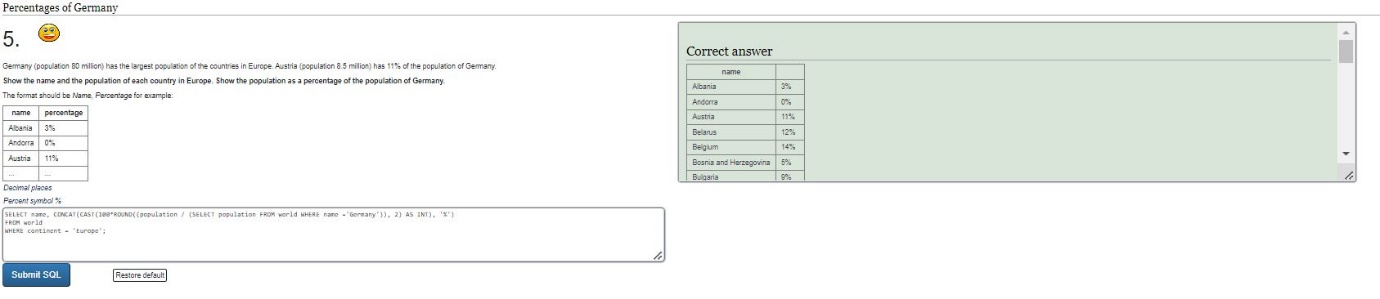 Percentages of Germany
5.
Germany (population 80 million) has the largest population of the countries in Europe. Austria (population 8.5 million) has 11% of the population of Germany.
Show the name and the population of each country in Europe. Show the population as a percentage of the population of Germany.
The format should be Name, Percentage for example:
name percentage
Albania 3%
Andorra 0%
Austria 11%
... ...
Decimal places
Percent symbol %
SELECT name, CONCAT(CAST(100*ROUND((population / (SELECT population FROM world WHERE name ='Germany')), 2) AS INT), '%')
FROM world
WHERE continent = 'Europe';
Submit SQL
Restore default
Correct answer
name
Albania 3%
Andorra 0%
Austria 11%
Belarus 12%
Belgium 14%
Bosnia and Herzegovina 5%
Bulgaria 9%